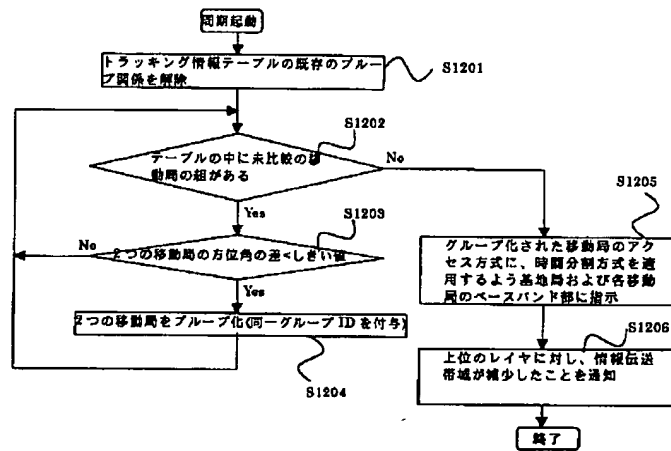 周期起動
トラッキング情報テーブルの既存のグルー
プ関係を解除
S1201
S1202
テーブルの中に未比較の移
動局の組がある
No
Yes
S1203
No
2つの移動局の方位角の差<しきい値
Yes
2つの移動局をグループ化(同一グループIDを付与)
S1204
S1205
グループ化された移動局のアク
セス方式に、時間分割方式を適
用するよう基地局および各移動
局のベースバンド部に指示
S1206
上位のレイヤに対し、情報伝送
帯域が減少したことを通知
終了